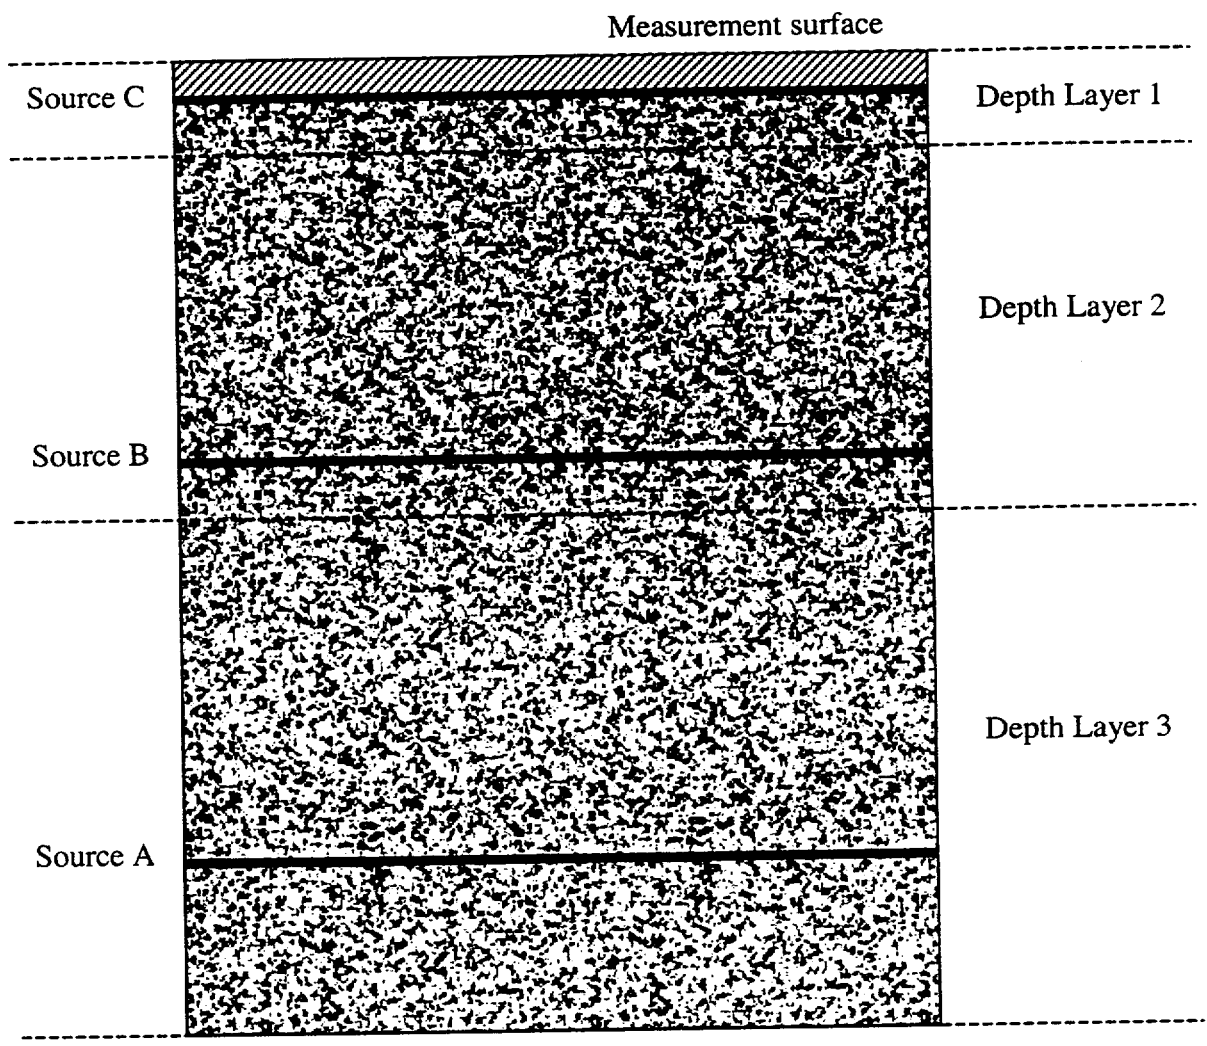 Measurement surface
Source C
Depth Layer 1
Depth Layer 2
Source B
Depth Layer 3
Source A